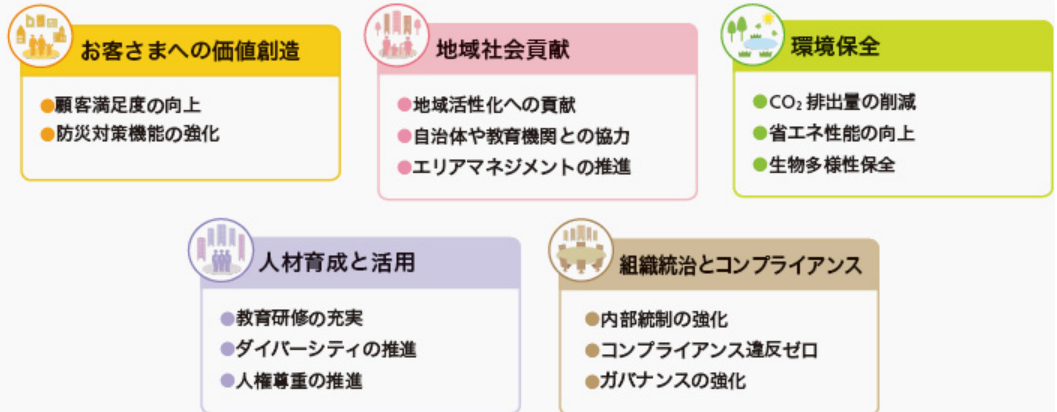 お客さまへの価値創造
●顧客満足度の向上
●防災対策機能の強化
地域社会貢献
●地域活性化への貢献
●自治体や教育機関との協力
●エリアマネジメントの推進
環境保全
●CO₂排出量の削減
●省エネ性能の向上
●生物多様性保全
人材育成と活用
●教育研修の充実
●ダイバーシティの推進
●人権尊重の推進
組織統治とコンプライアンス
●内部統制の強化
●コンプライアンス違反ゼロ
●ガバナンスの強化